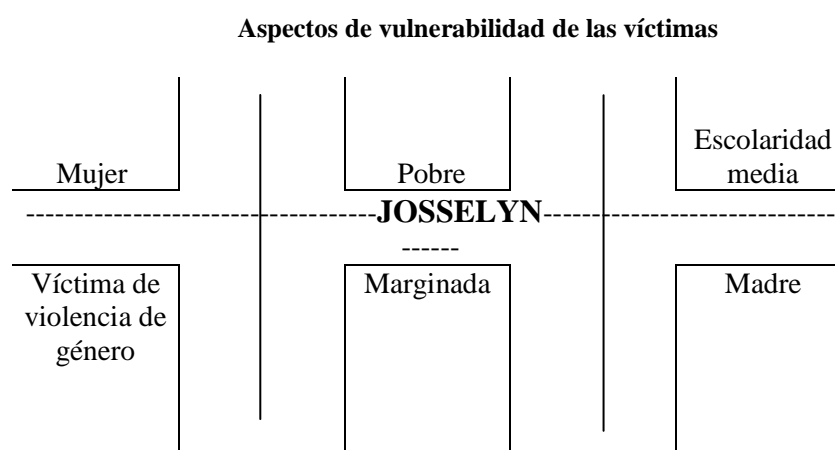 Aspectos de vulnerabilidad de las víctimas
Mujer
Pobre
Escolaridad
media
JOSSELYN
Víctima de
violencia de
género
Marginada
Madre